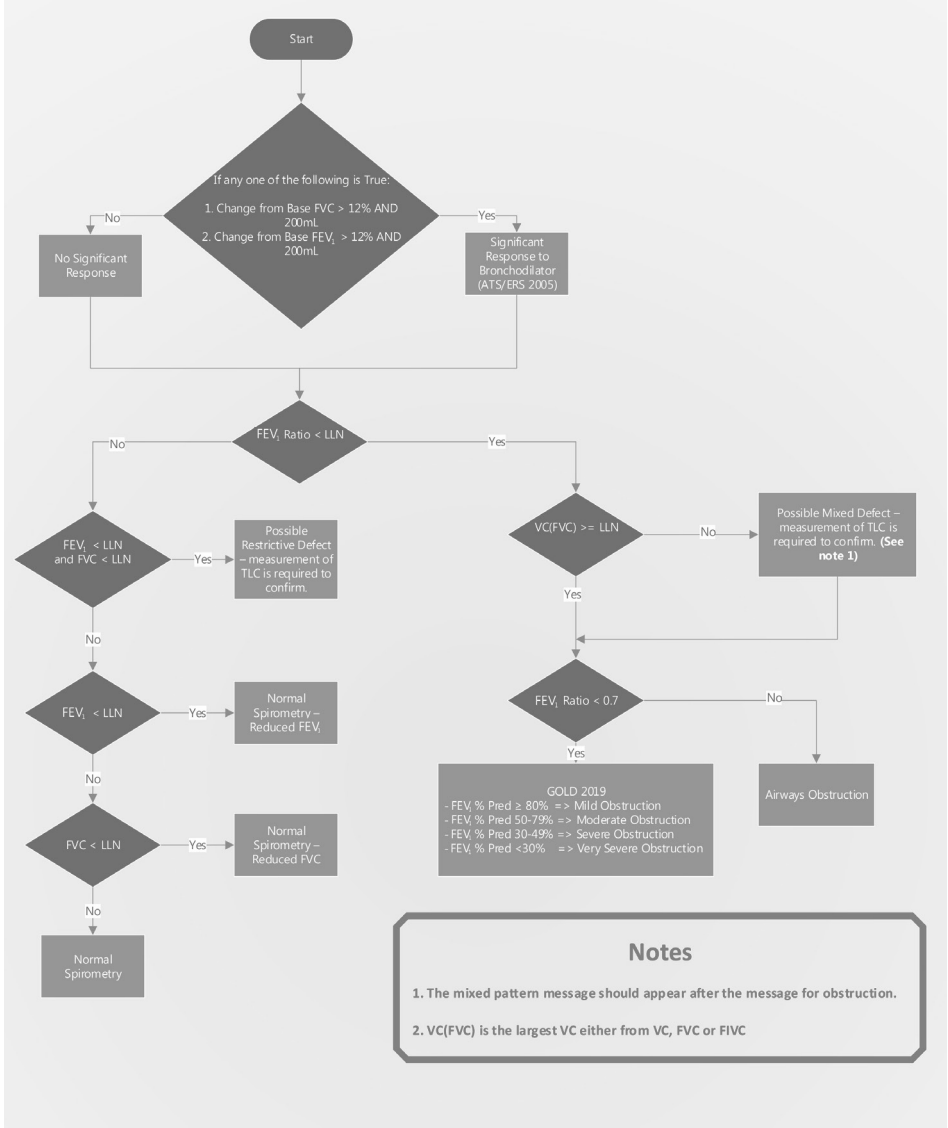 Start
If any one of the following is True:
1. Change from Base FVC > 12% AND
200mL
2. Change from Base FEV₁ > 12% AND
200mL
No
Yes
No Significant
Response
Significant
Response to
Bronchodilator
(ATS/ERS 2005)
FEV₁ Ratio < LLN
No
Yes
FEV₁ < LLN
and FVC < LLN
Yes
Possible
Restrictive Defect
– measurement of
TLC is required to
confirm.
VC(FVC) >= LLN
No
Possible Mixed Defect –
measurement of TLC is
required to confirm. (See
note 1)
Yes
No
FEV₁ < LLN
Yes
Normal
Spirometry –
Reduced FEV₁
FEV₁ Ratio < 0.7
No
Yes
No
Airways Obstruction
GOLD 2019
- FEV₁ % Pred ≥ 80% => Mild Obstruction
- FEV₁ % Pred 50-79% => Moderate Obstruction
- FEV₁ % Pred 30-49% => Severe Obstruction
- FEV₁ % Pred <30% => Very Severe Obstruction
FVC < LLN
Yes
Normal
Spirometry –
Reduced FVC
No
Normal
Spirometry
Notes
1. The mixed pattern message should appear after the message for obstruction.
2. VC(FVC) is the largest VC either from VC, FVC or FIVC